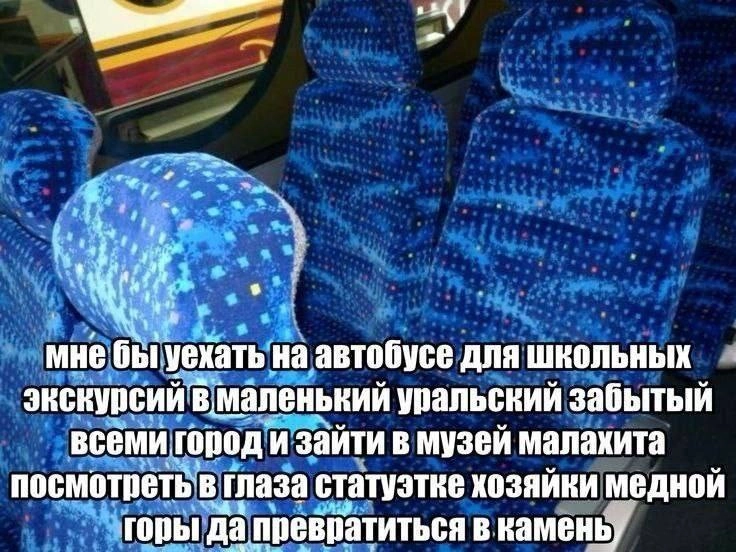 мне бы уехать на автобусе для школьных
экскурсий в маленький уральский забытый
всеми город и зайти в музей малахита
посмотреть в глаза статуэтке хозяйки медной
горы да превратиться в камень